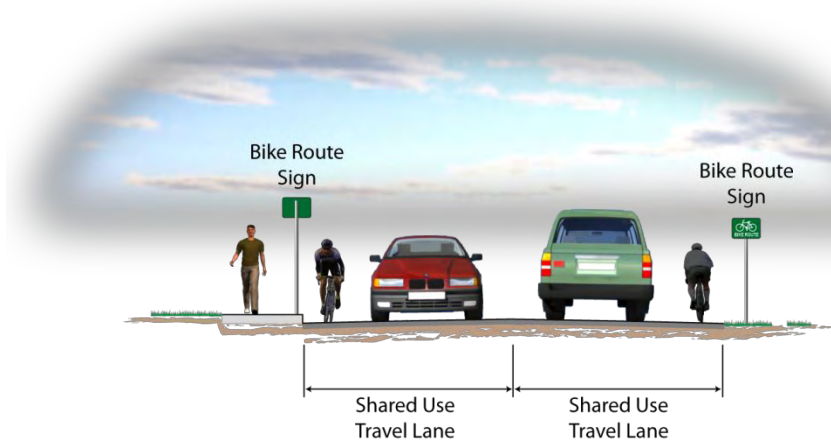 Bike Route
Sign
Bike Route
Sign
BIKE ROUTE
Shared Use
Travel Lane
Shared Use
Travel Lane